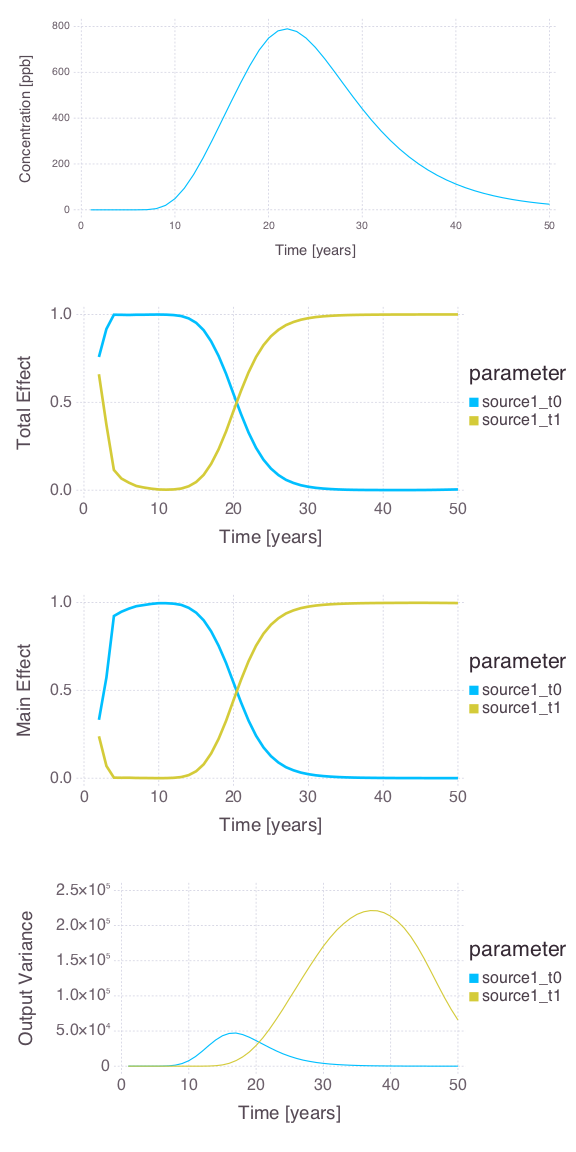 Concentration [ppb]
800
600
400
200
0
0 10 20 30 40 50
Time [years]
Total Effect
1.0
0.5
0.0
0 10 20 30 40 50
Time [years]
parameter
source1_t0
source1_t1
Main Effect
1.0
0.5
0.0
0 10 20 30 40 50
Time [years]
parameter
source1_t0
source1_t1
Output Variance
2.5×10⁵
2.0×10⁵
1.5×10⁵
1.0×10⁵
5.0×10⁴
0
0 10 20 30 40 50
Time [years]
parameter
source1_t0
source1_t1